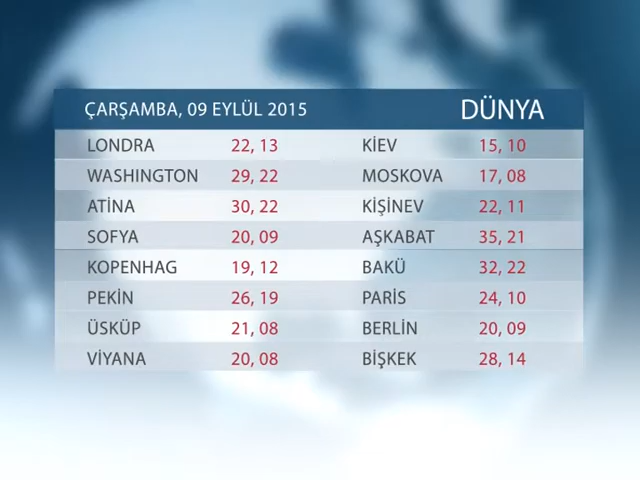 ÇARŞAMBA, 09 EYLÜL 2015 DÜNYA
LONDRA 22, 13 KİEV 15, 10
WASHINGTON 29, 22 MOSKOVA 17, 08
ATİNA 30, 22 KİŞİNEV 22, 11
SOFYA 20, 09 AŞKABAT 35, 21
KOPENHAG 19, 12 BAKÜ 32, 22
PEKİN 26, 19 PARİS 24, 10
ÜSKÜP 21, 08 BERLİN 20, 09
VİYANA 20, 08 BİŞKEK 28, 14